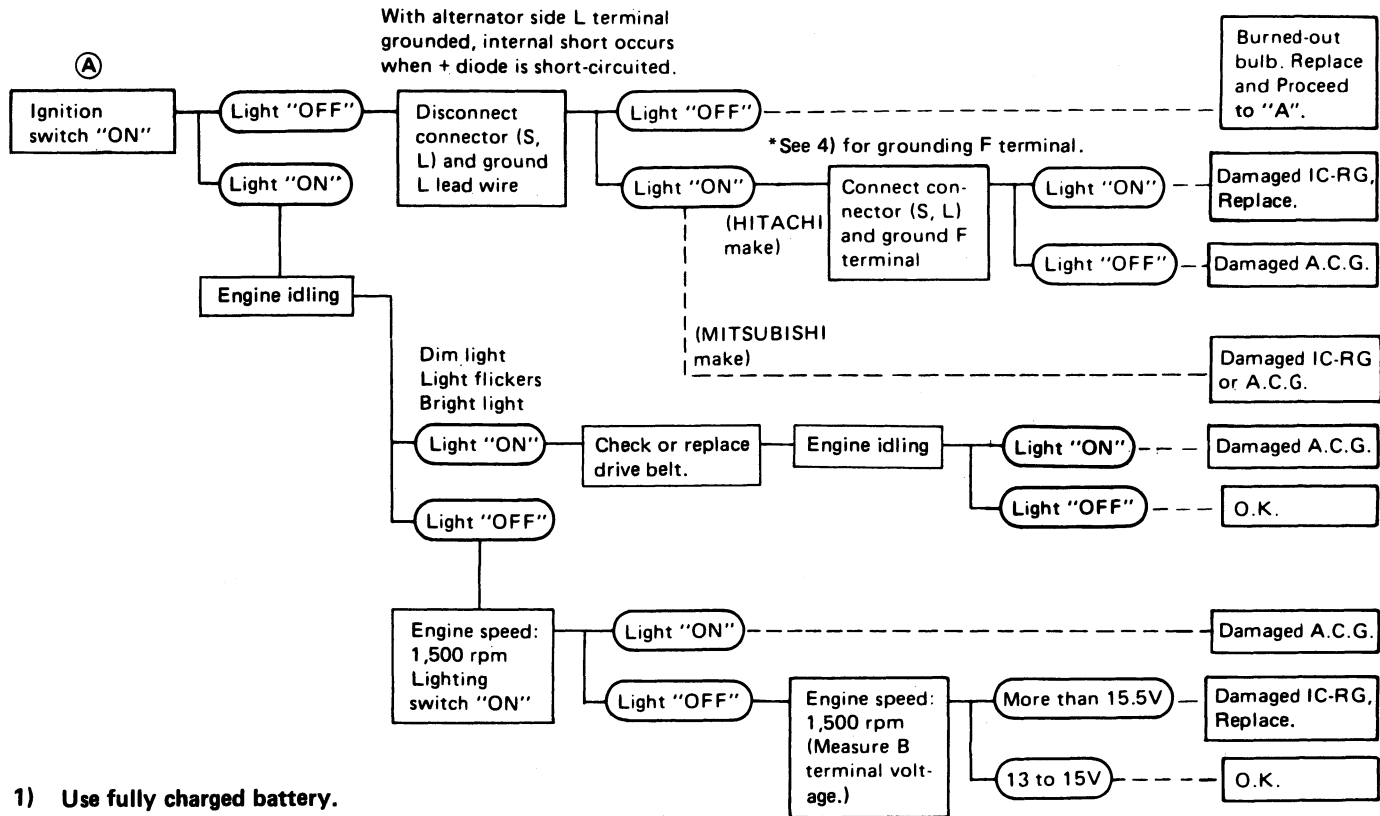 With alternator side L terminal
grounded, internal short occurs
when + diode is short-circuited.
A
Ignition
switch "ON"
Light "OFF"
Disconnect
connector (S,
L) and ground
L lead wire
Light "OFF"
Burned-out
bulb. Replace
and Proceed
to "A".
*See 4) for grounding F terminal.
Light "ON"
Light "ON"
(HITACHI
make)
Connect con-
nector (S, L)
and ground F
terminal
Light "ON"
Damaged IC-RG,
Replace.
Light "OFF"
Damaged A.C.G.
Engine idling
(MITSUBISHI
make)
Damaged IC-RG
or A.C.G.
Dim light
Light flickers
Bright light
Light "ON"
Check or replace
drive belt.
Engine idling
Light "ON"
Damaged A.C.G.
Light "OFF"
O.K.
Light "OFF"
Engine speed:
1,500 rpm
Lighting
switch "ON"
Light "ON"
Damaged A.C.G.
Light "OFF"
Engine speed:
1,500 rpm
(Measure B
terminal volt-
age.)
More than 15.5V
Damaged IC-RG,
Replace.
13 to 15V
O.K.
1) Use fully charged battery.